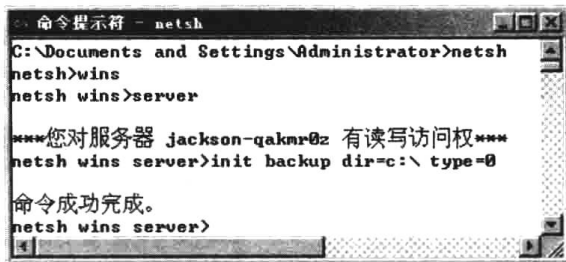 命令提示符 - netsh
C:\Documents and Settings\Administrator>netsh
netsh>wins
netsh wins>server
***您对服务器 jackson-qakmr0z 有读写访问权***
netsh wins server>init backup dir=c:\ type=0
命令成功完成。
netsh wins server>